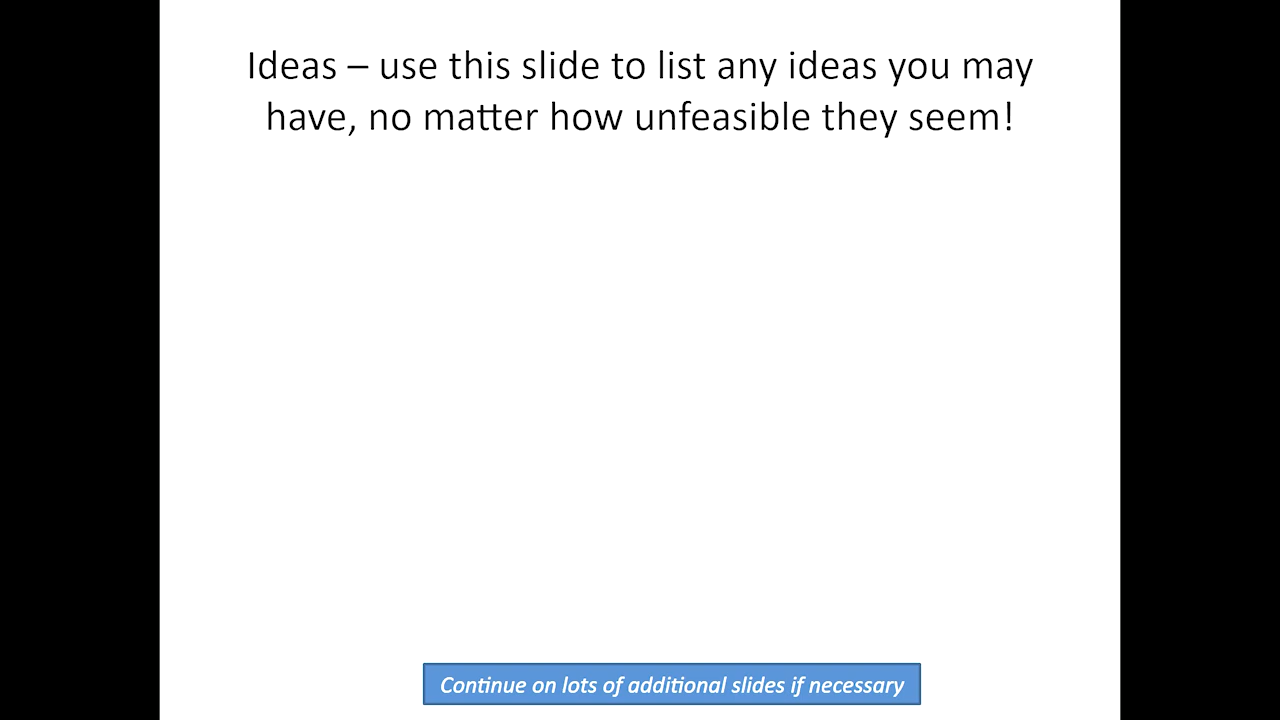 Ideas – use this slide to list any ideas you may
have, no matter how unfeasible they seem!
Continue on lots of additional slides if necessary